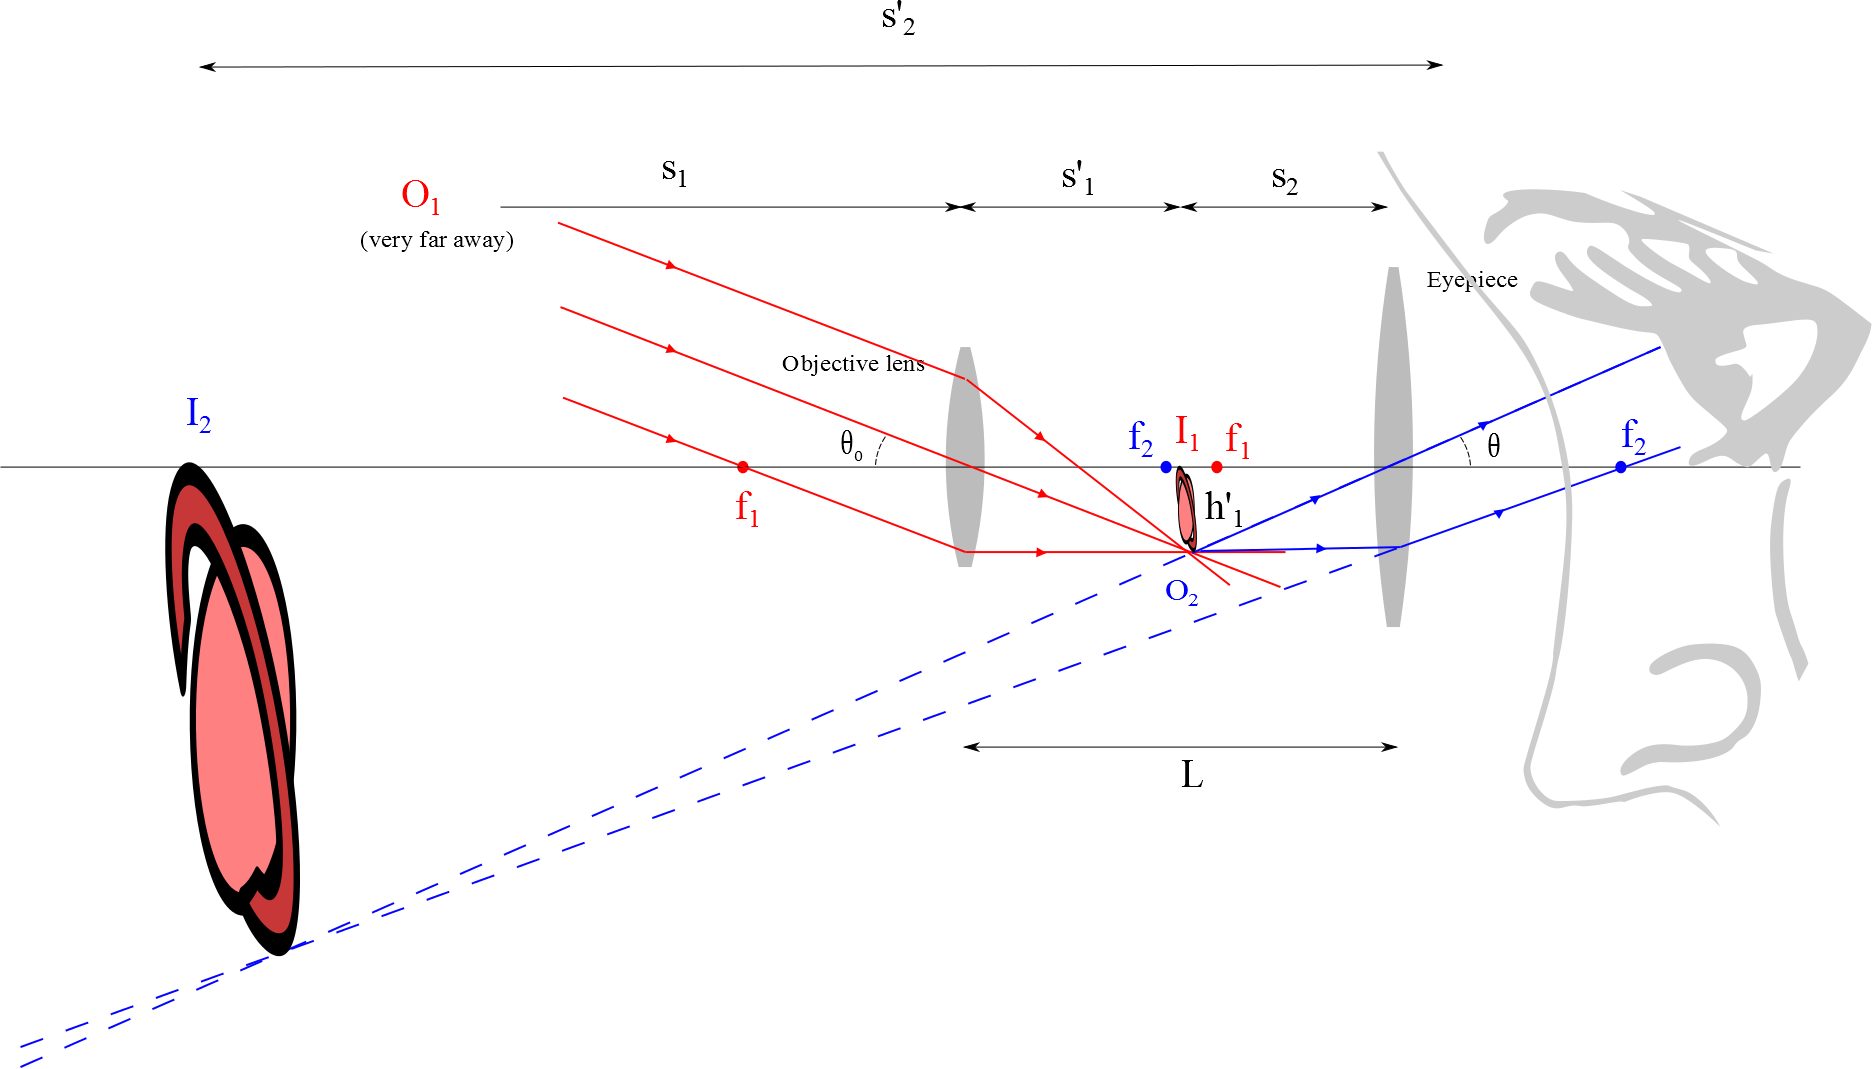 s'₂
s₁
s'₁
s₂
O₁
(very far away)
Eyepiece
Objective lens
I₂
θ₀
f₂
I₁
f₁
θ
f₂
f₁
h'₁
O₂
L